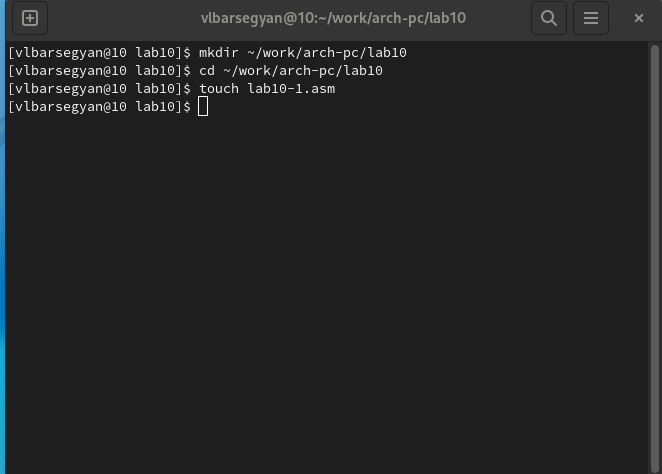 vlbarsegyan@10:~/work/arch-pc/lab10
[vlbarsegyan@10 lab10]$ mkdir ~/work/arch-pc/lab10
[vlbarsegyan@10 lab10]$ cd ~/work/arch-pc/lab10
[vlbarsegyan@10 lab10]$ touch lab10-1.asm
[vlbarsegyan@10 lab10]$